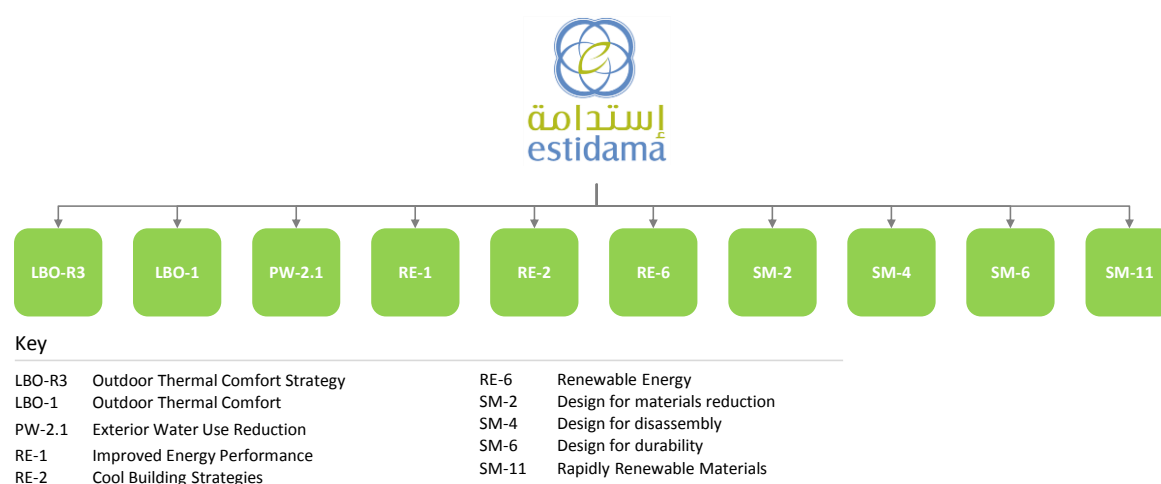 إستدامة
estidama
LBO-R3 LBO-1 PW-2.1 RE-1 RE-2 RE-6 SM-2 SM-4 SM-6 SM-11
Key
LBO-R3 Outdoor Thermal Comfort Strategy
LBO-1 Outdoor Thermal Comfort
PW-2.1 Exterior Water Use Reduction
RE-1 Improved Energy Performance
RE-2 Cool Building Strategies
RE-6 Renewable Energy
SM-2 Design for materials reduction
SM-4 Design for disassembly
SM-6 Design for durability
SM-11 Rapidly Renewable Materials